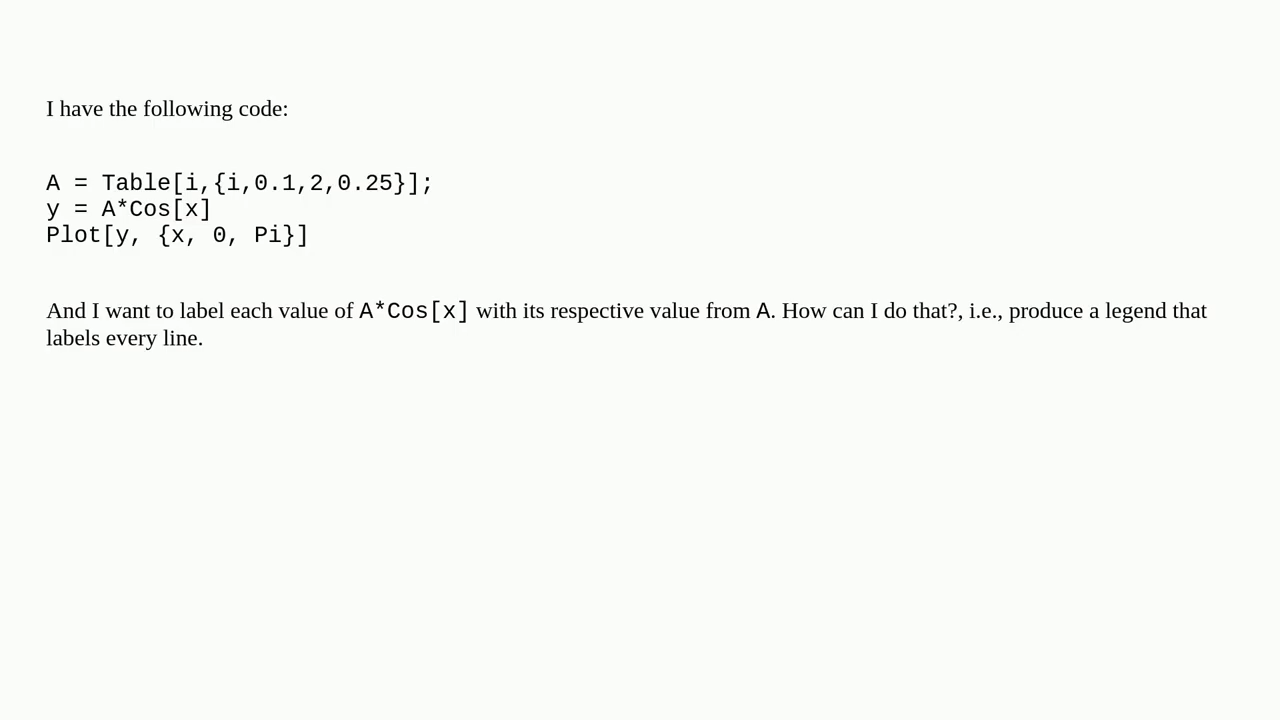 I have the following code:
A = Table[i,{i,0.1,2,0.25}];
y = A*Cos[x]
Plot[y, {x, 0, Pi}]
And I want to label each value of A*Cos[x] with its respective value from A. How can I do that?, i.e., produce a legend that
labels every line.